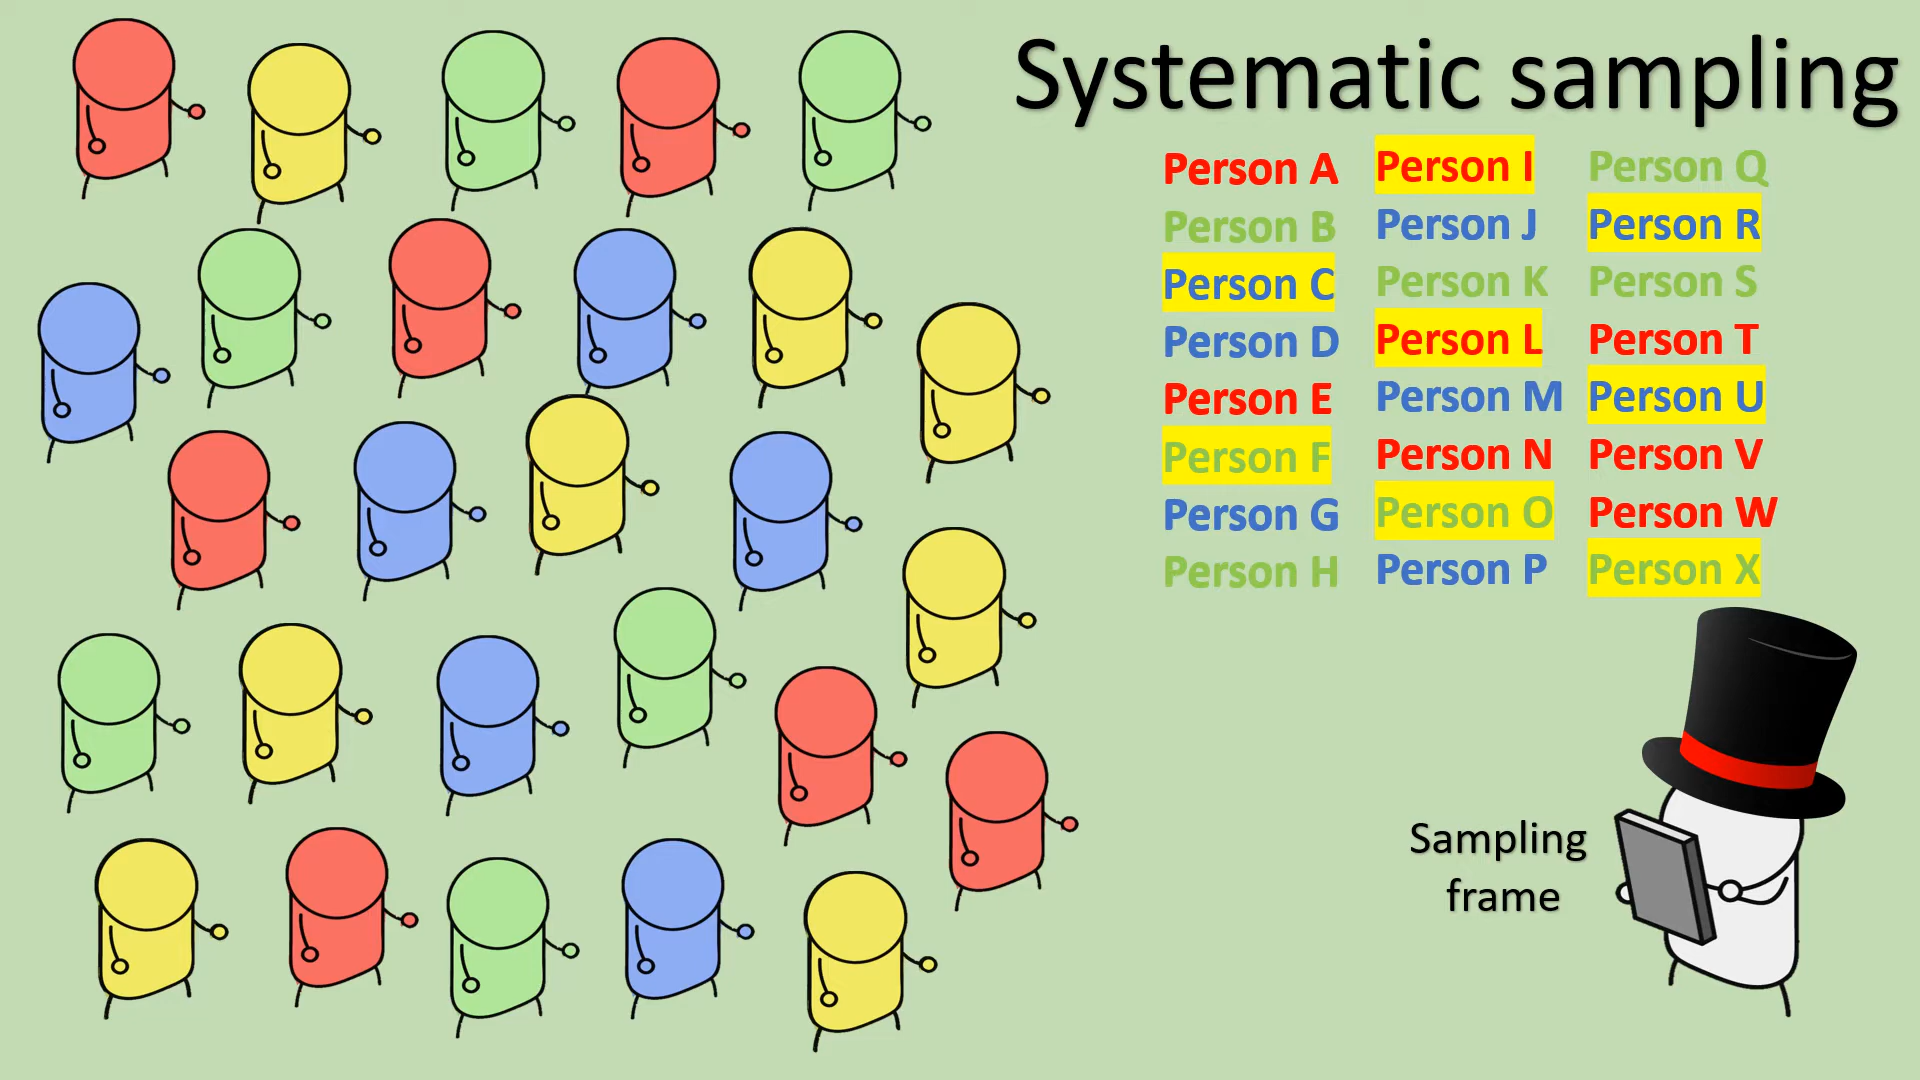 Systematic sampling
Person A
Person B
Person C
Person D
Person E
Person F
Person G
Person H
Person I
Person J
Person K
Person L
Person M
Person N
Person O
Person P
Person Q
Person R
Person S
Person T
Person U
Person V
Person W
Person X
Sampling
frame